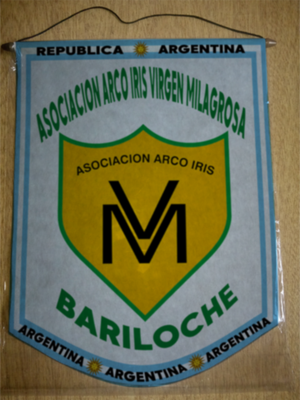 REPUBLICA ARGENTINA
ASOCIACION ARCO IRIS VIRGEN MILAGROSA
ASOCIACION ARCO IRIS
VM
BARILOCHE
ARGENTINA ARGENTINA ARGENTINA